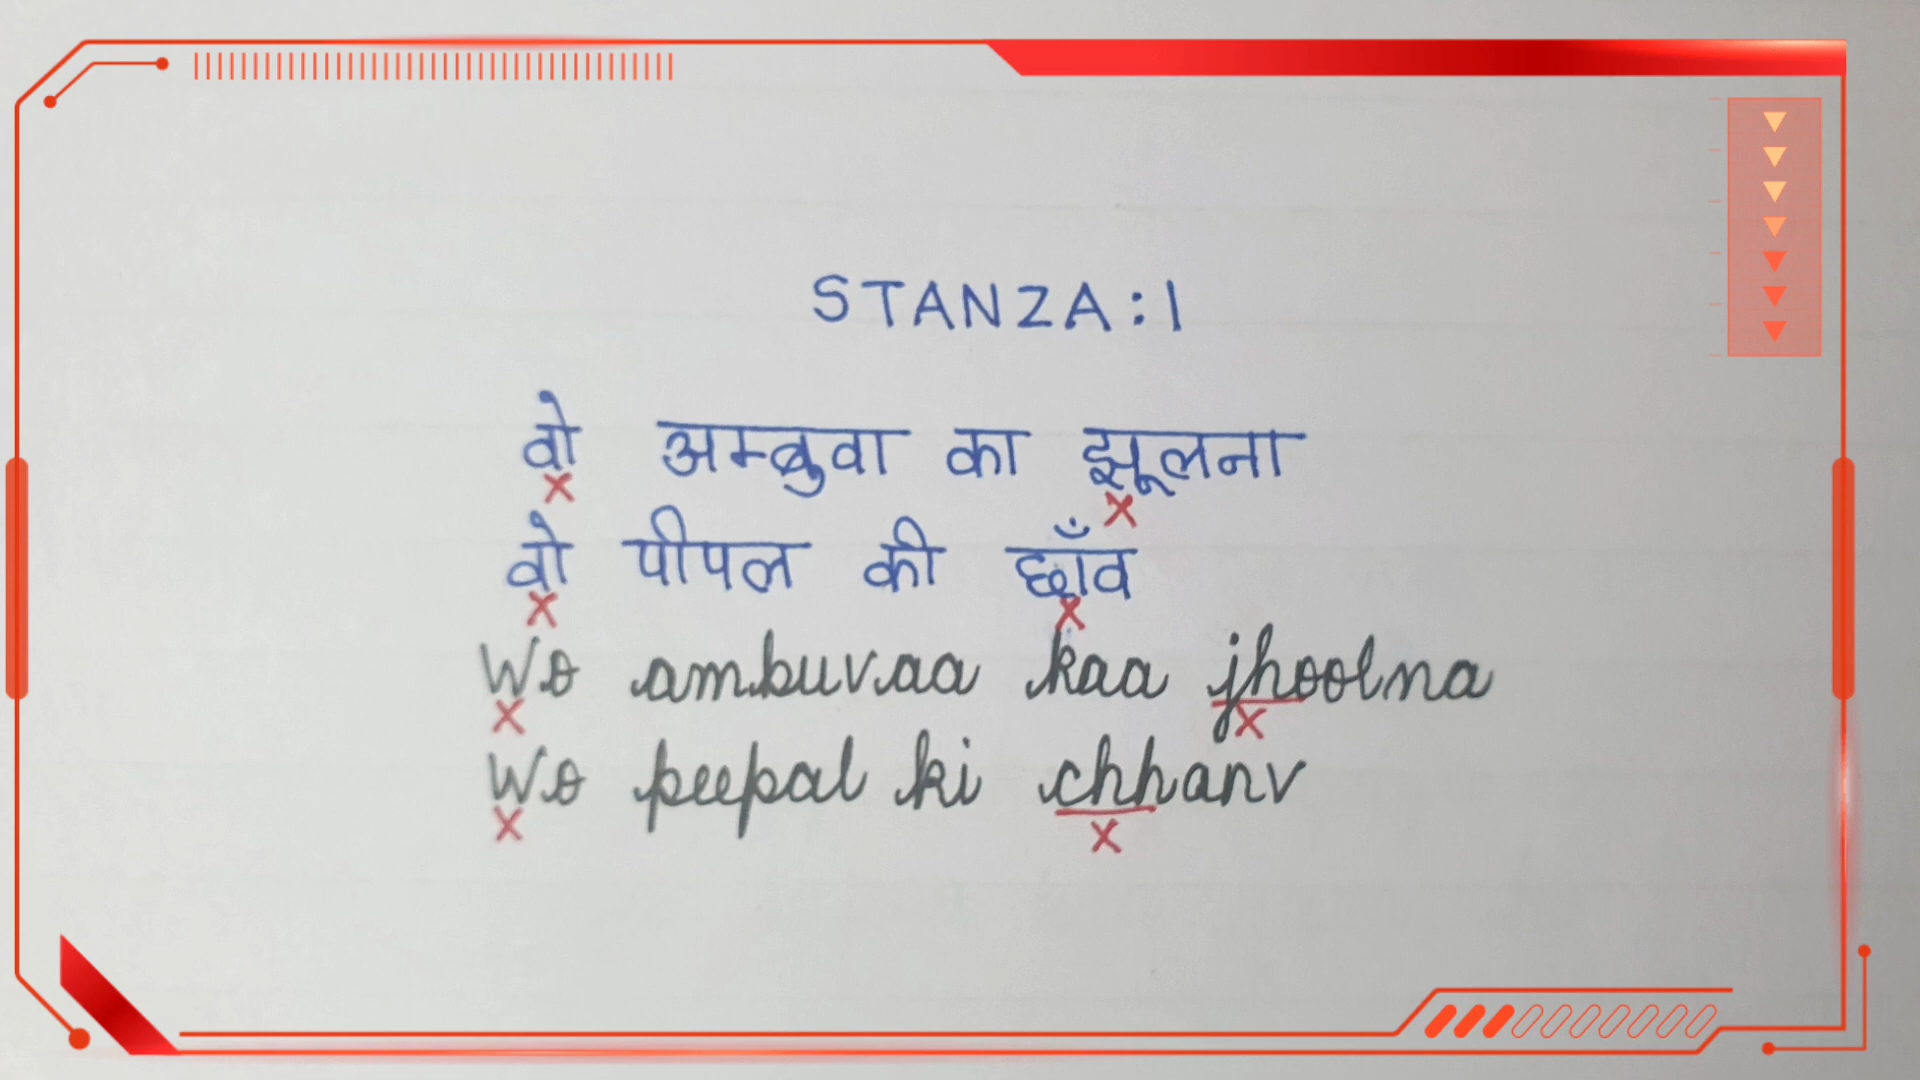 STANZA:1
वो अम्बुवा का झूलना
x x
वो पीपल की छाँव
x x
Wo ambuvaa kaa jhoolna
x x
Wo peepal ki chhanv
x x